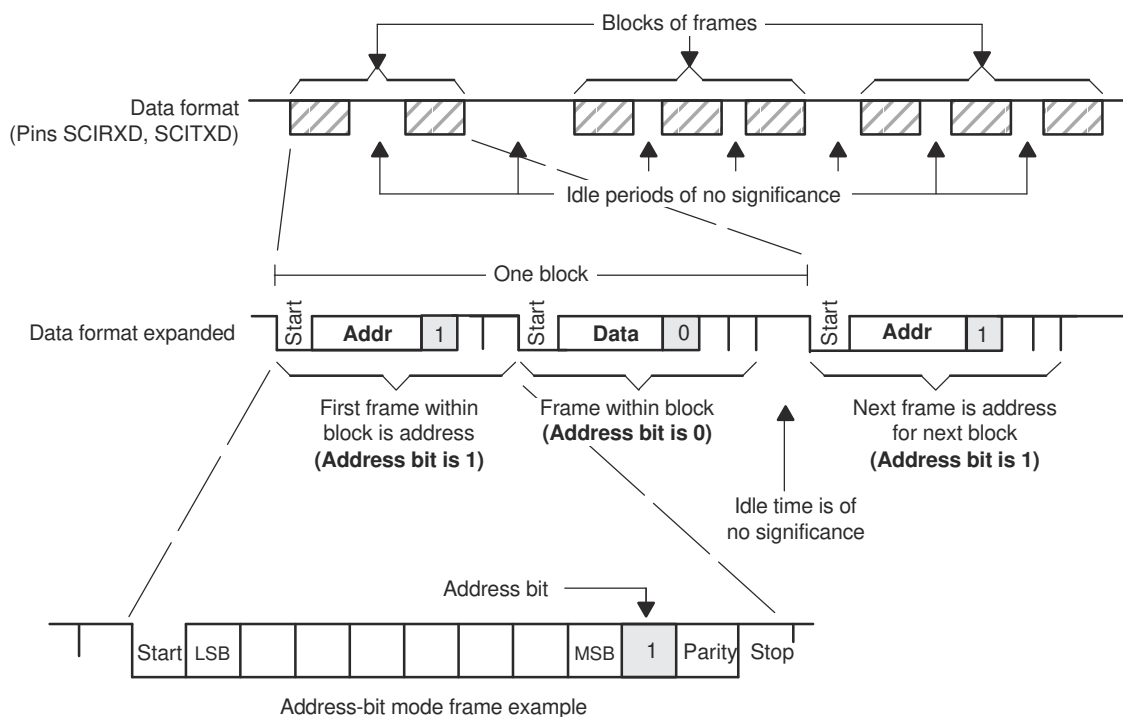 Blocks of frames
Data format
(Pins SCIRXD, SCITXD)
Idle periods of no significance
One block
Data format expanded
Start
Addr
1
Start
Data
0
Start
Addr
1
First frame within
block is address
(Address bit is 1)
Frame within block
(Address bit is 0)
Next frame is address
for next block
(Address bit is 1)
Idle time is of
no significance
Address bit
Start
LSB
MSB
1
Parity
Stop
Address-bit mode frame example